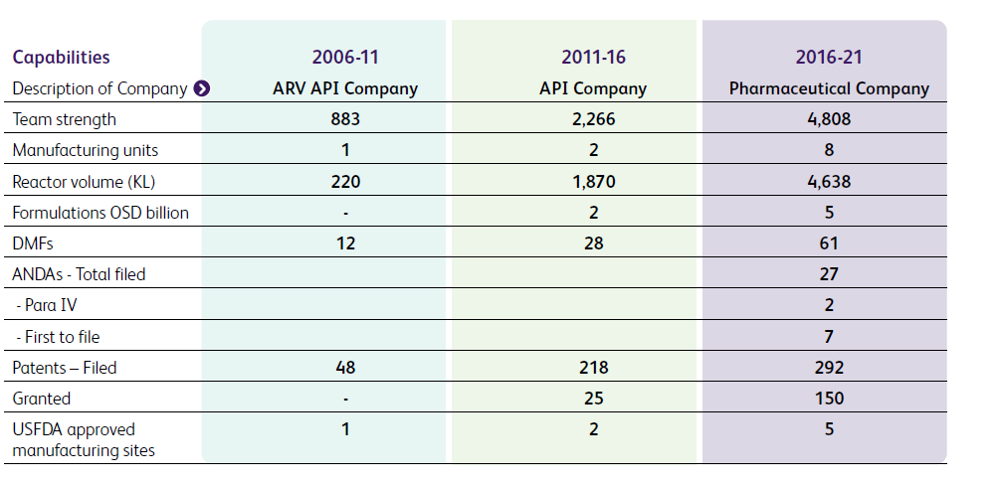 Capabilities 2006-11 2011-16 2016-21
Description of Company ARV API Company API Company Pharmaceutical Company
Team strength 883 2,266 4,808
Manufacturing units 1 2 8
Reactor volume (KL) 220 1,870 4,638
Formulations OSD billion - 2 5
DMFs 12 28 61
ANDAs - Total filed 27
- Para IV 2
- First to file 7
Patents – Filed 48 218 292
Granted - 25 150
USFDA approved 1 2 5
manufacturing sites